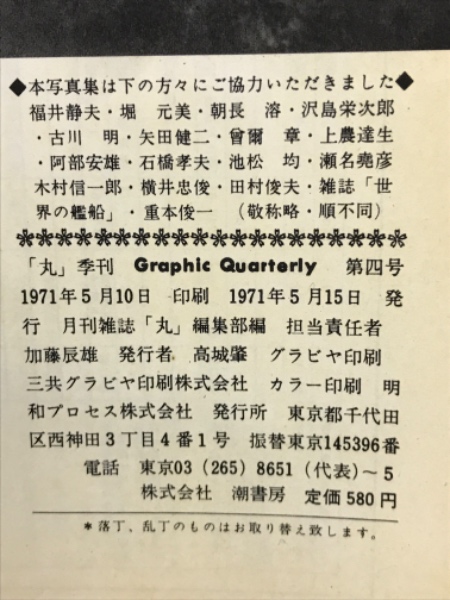 ◆本写真集は下の方々にご協力いただきました◆
福井静夫・堀　元美・朝長　溶・沢島栄次郎
・古川　明・矢田健二・曾爾　章・上農達生
・阿部安雄・石橋孝夫・池松　均・瀬名堯彦
木村信一郎・横井忠俊・田村俊夫・雑誌「世
界の艦船」・重本俊一　（敬称略・順不同）
「丸」季刊　Graphic Quarterly　第四号
1971年5月10日　印刷　1971年5月15日　発
行　月刊雑誌「丸」編集部編　担当責任者
加藤辰雄　発行者　高城肇　グラビヤ印刷
三共グラビヤ印刷株式会社　カラー印刷　明
和プロセス株式会社　発行所　東京都千代田
区西神田3丁目4番1号　振替東京145396番
電話　東京03（265）8651（代表）～5
株式会社　潮書房　定価580円
＊落丁、乱丁のものはお取り替え致します。